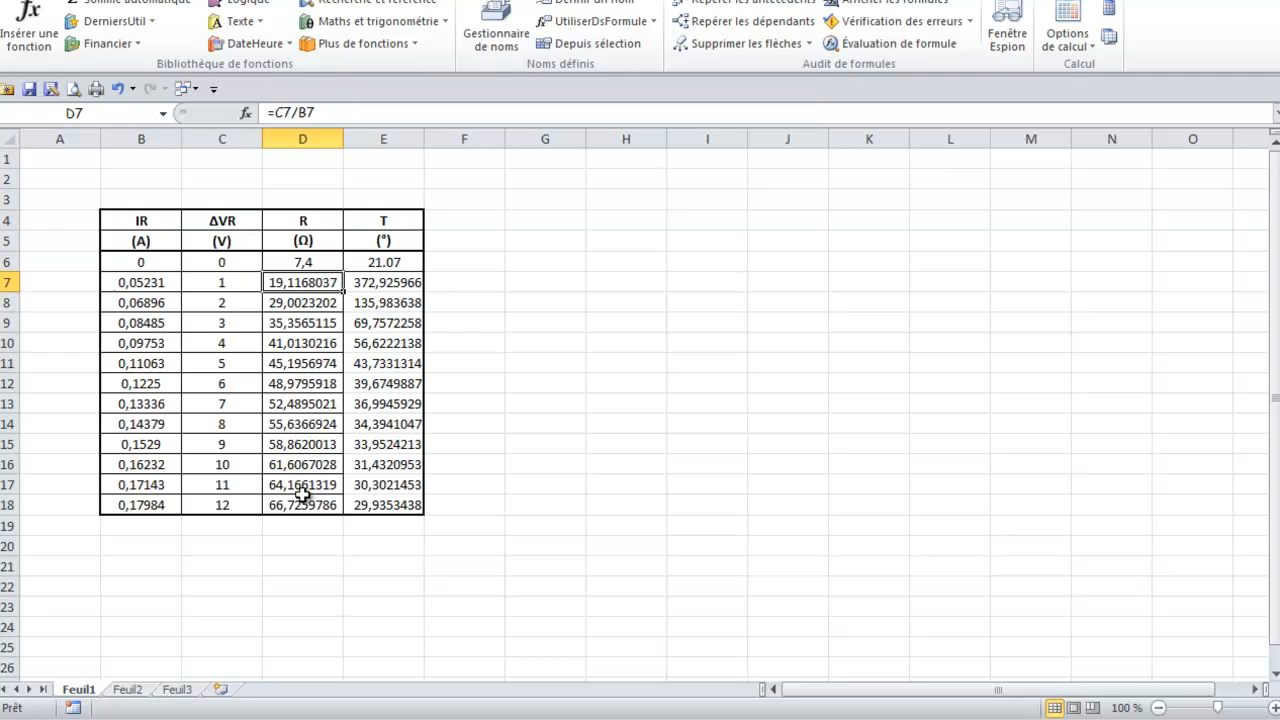 Somme automatique Logique Recherche et référence Définir un nom Repérer les antécédents Afficher les formules
Insérer une fonction DerniersUtil Texte Maths et trigonométrie Gestionnaire de noms UtiliserDsFormule Repérer les dépendants Vérification des erreurs Fenêtre Espion Options de calcul
Financier DateHeure Plus de fonctions Depuis sélection Supprimer les flèches Évaluation de formule
Bibliothèque de fonctions Noms définis Audit de formules Calcul
D7 fx =C7/B7
A B C D E F G H I J K L M N O
1
2
3
4 IR ΔVR R T
5 (A) (V) (Ω) (°)
6 0 0 7,4 21.07
7 0,05231 1 19,1168037 372,925966
8 0,06896 2 29,0023202 135,983638
9 0,08485 3 35,3565115 69,7572258
10 0,09753 4 41,0130216 56,6222138
11 0,11063 5 45,1956974 43,7331314
12 0,1225 6 48,9795918 39,6749887
13 0,13336 7 52,4895021 36,9945929
14 0,14379 8 55,6366924 34,3941047
15 0,1529 9 58,8620013 33,9524213
16 0,16232 10 61,6067028 31,4320953
17 0,17143 11 64,1661319 30,3021453
18 0,17984 12 66,7259786 29,9353438
19
20
21
22
23
24
25
26
Feuil1 Feuil2 Feuil3
Prêt 100 %